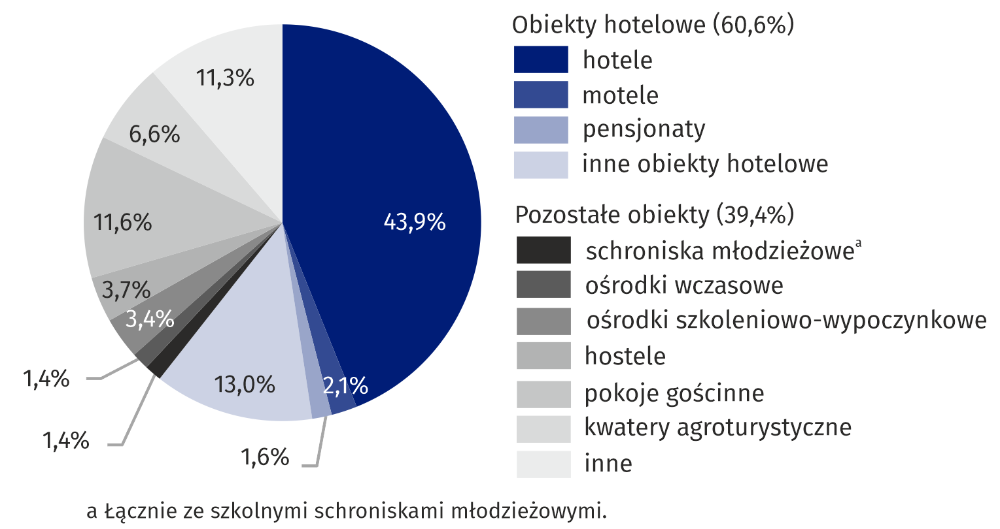 Obiekty hotelowe (60,6%)
hotele
motele
pensjonaty
inne obiekty hotelowe
Pozostałe obiekty (39,4%)
schroniska młodzieżoweᵃ
ośrodki wczasowe
ośrodki szkoleniowo-wypoczynkowe
hostele
pokoje gościnne
kwatery agroturystyczne
inne
11,3%
6,6%
43,9%
11,6%
3,7%
3,4%
1,4%
13,0%
2,1%
1,4%
1,6%
a Łącznie ze szkolnymi schroniskami młodzieżowymi.